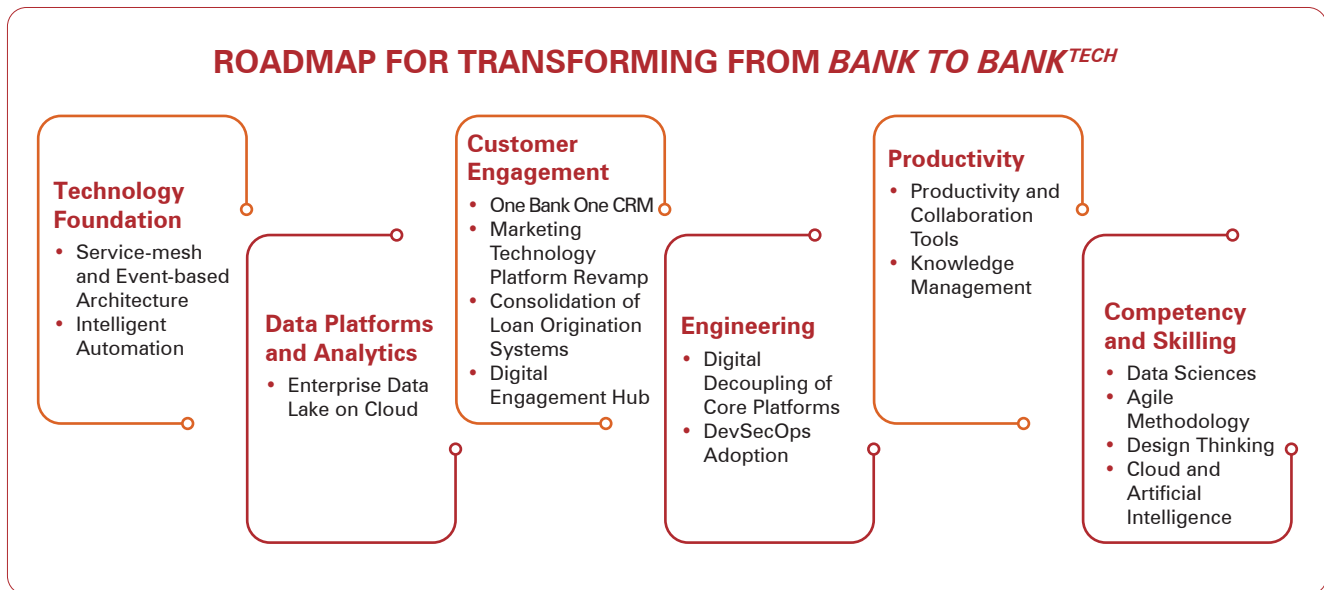 ROADMAP FOR TRANSFORMING FROM BANK TO BANK TECH
Technology
Foundation
• Service-mesh
and Event-based
Architecture
• Intelligent
Automation
Data Platforms
and Analytics
• Enterprise Data
Lake on Cloud
Customer
Engagement
• One Bank One CRM
• Marketing
Technology
Platform Revamp
• Consolidation of
Loan Origination
Systems
• Digital
Engagement Hub
Engineering
• Digital
Decoupling of
Core Platforms
• DevSecOps
Adoption
Productivity
• Productivity and
Collaboration
Tools
• Knowledge
Management
Competency
and Skilling
• Data Sciences
• Agile
Methodology
• Design Thinking
• Cloud and
Artificial
Intelligence